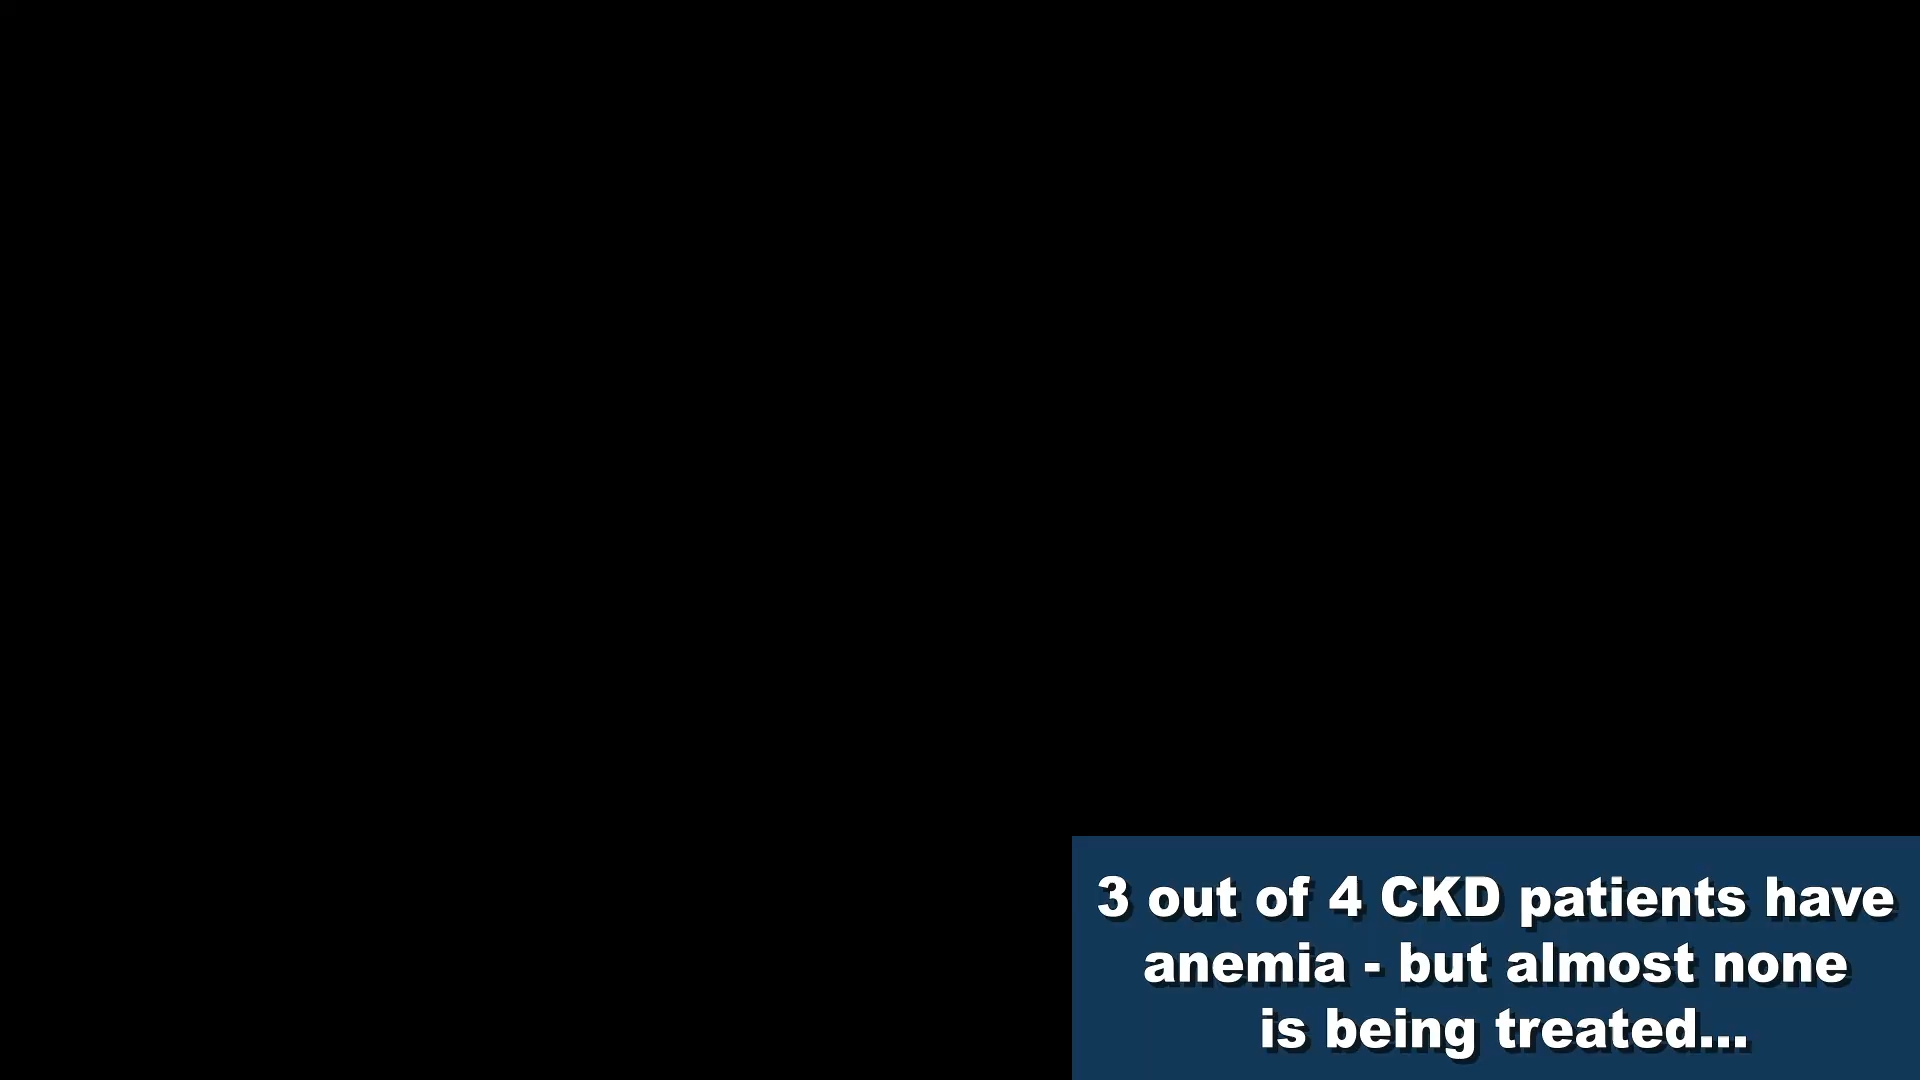 3 out of 4 CKD patients have
anemia - but almost none
is being treated...